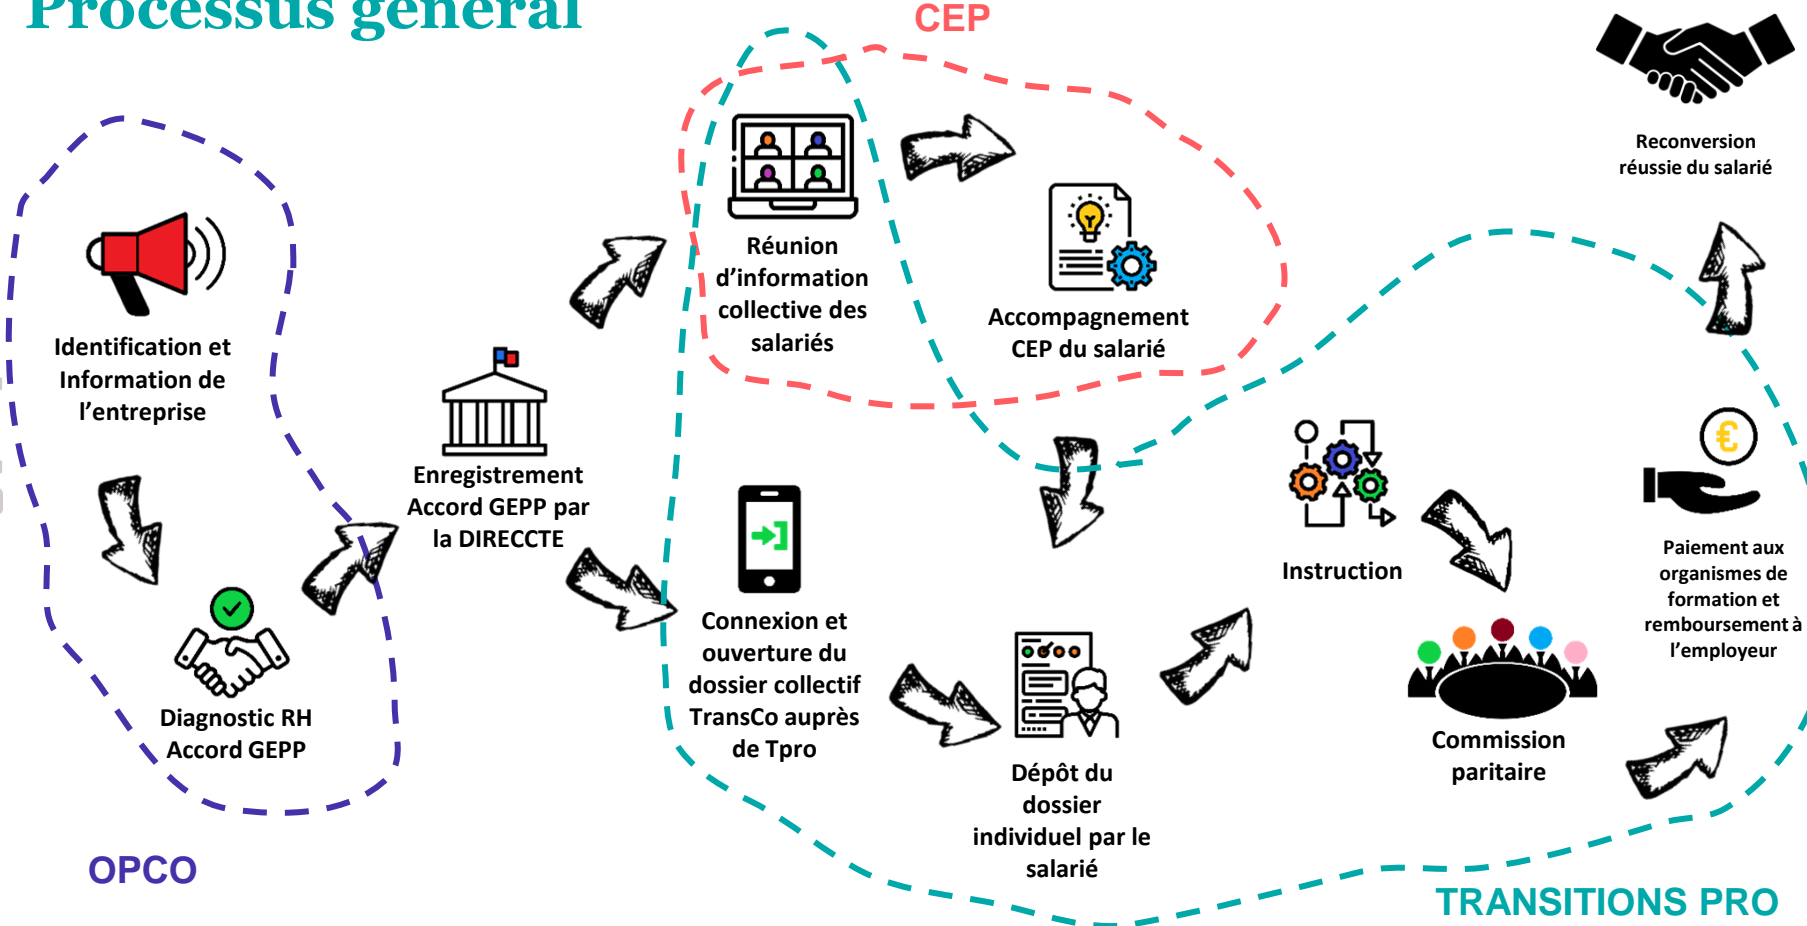 Processus général
CEP
Reconversion
réussie du salarié
Identification et
Information de
l’entreprise
Réunion
d’information
collective des
salariés
Accompagnement
CEP du salarié
Enregistrement
Accord GEPP par
la DIRECCTE
Diagnostic RH
Accord GEPP
Connexion et
ouverture du
dossier collectif
TransCo auprès
de Tpro
Dépôt du
dossier
individuel par le
salarié
Instruction
Commission
paritaire
€
Paiement aux
organismes de
formation et
remboursement à
l’employeur
OPCO
TRANSITIONS PRO